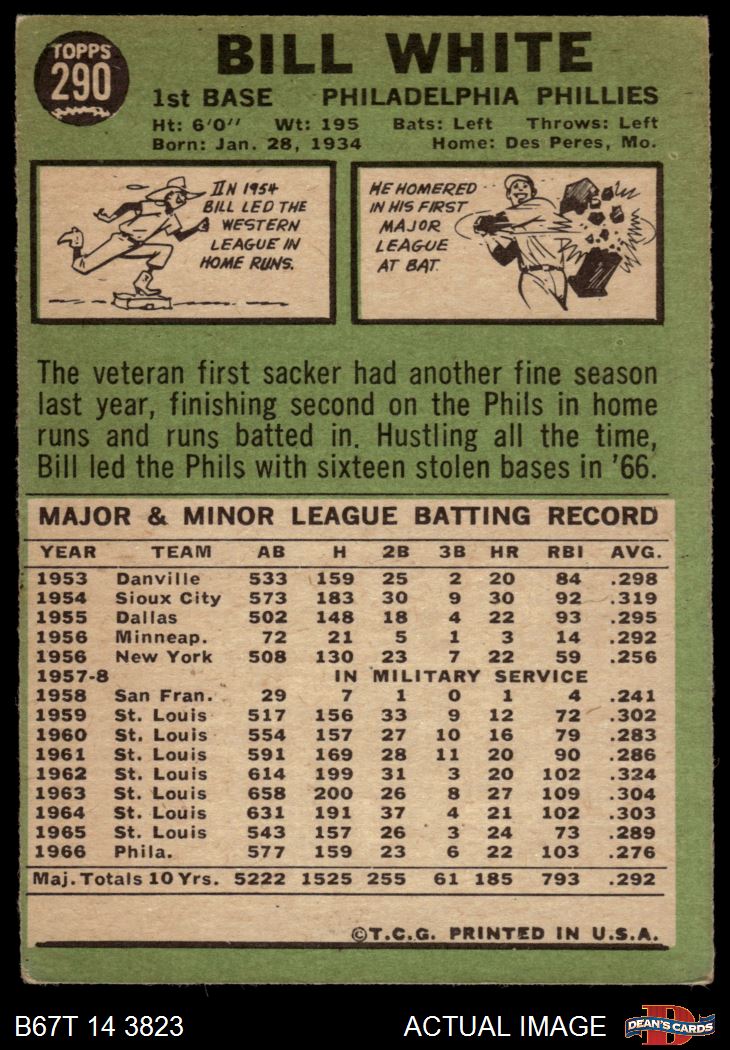 TOPPS
290
BILL WHITE
1st BASE PHILADELPHIA PHILLIES
Ht: 6'0" Wt: 195 Bats: Left Throws: Left
Born: Jan. 28, 1934 Home: Des Peres, Mo.
IN 1954
BILL LED THE
WESTERN
LEAGUE IN
HOME RUNS.
HE HOMERED
IN HIS FIRST
MAJOR
LEAGUE
AT BAT.
The veteran first sacker had another fine season
last year, finishing second on the Phils in home
runs and runs batted in. Hustling all the time,
Bill led the Phils with sixteen stolen bases in '66.
MAJOR & MINOR LEAGUE BATTING RECORD
YEAR TEAM AB H 2B 3B HR RBI AVG.
1953 Danville 533 159 25 2 20 84 .298
1954 Sioux City 573 183 30 9 30 92 .319
1955 Dallas 502 148 18 4 22 93 .295
1956 Minneap. 72 21 5 1 3 14 .292
1956 New York 508 130 23 7 22 59 .256
1957-8 IN MILITARY SERVICE
1958 San Fran. 29 7 1 0 1 4 .241
1959 St. Louis 517 156 33 9 12 72 .302
1960 St. Louis 554 157 27 10 16 79 .283
1961 St. Louis 591 169 28 11 20 90 .286
1962 St. Louis 614 199 31 3 20 102 .324
1963 St. Louis 658 200 26 8 27 109 .304
1964 St. Louis 631 191 37 4 21 102 .303
1965 St. Louis 543 157 26 3 24 73 .289
1966 Phila. 577 159 23 6 22 103 .276
Maj. Totals 10 Yrs. 5222 1525 255 61 185 793 .292
©T.C.G. PRINTED IN U.S.A.
B67T 14 3823 ACTUAL IMAGE
D
DEAN'S CARDS